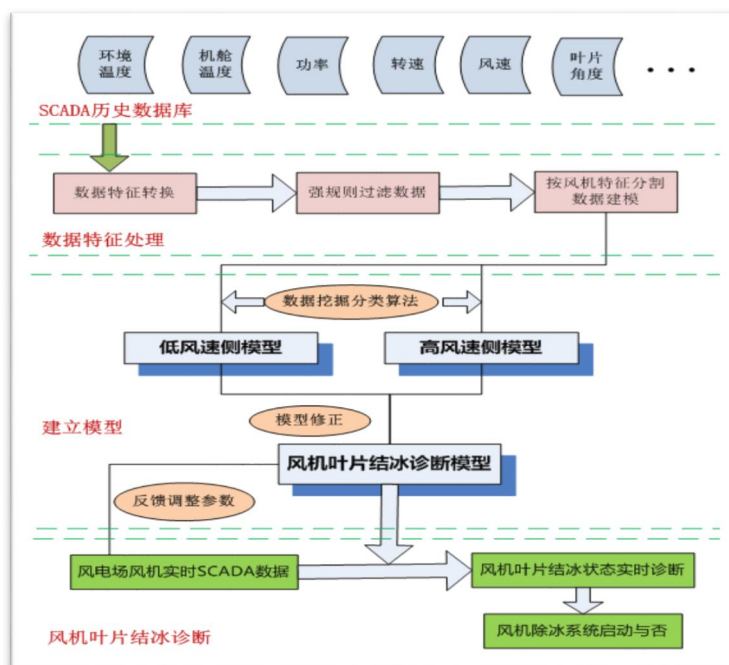 环境
温度
机舱
温度
功率
转速
风速
叶片
角度
...
SCADA历史数据库
数据特征转换
强规则过滤数据
按风机特征分割
数据建模
数据特征处理
数据挖掘分类算法
低风速侧模型
高风速侧模型
模型修正
建立模型
风机叶片结冰诊断模型
反馈调整参数
风电场风机实时SCADA数据
风机叶片结冰状态实时诊断
风机除冰系统启动与否
风机叶片结冰诊断